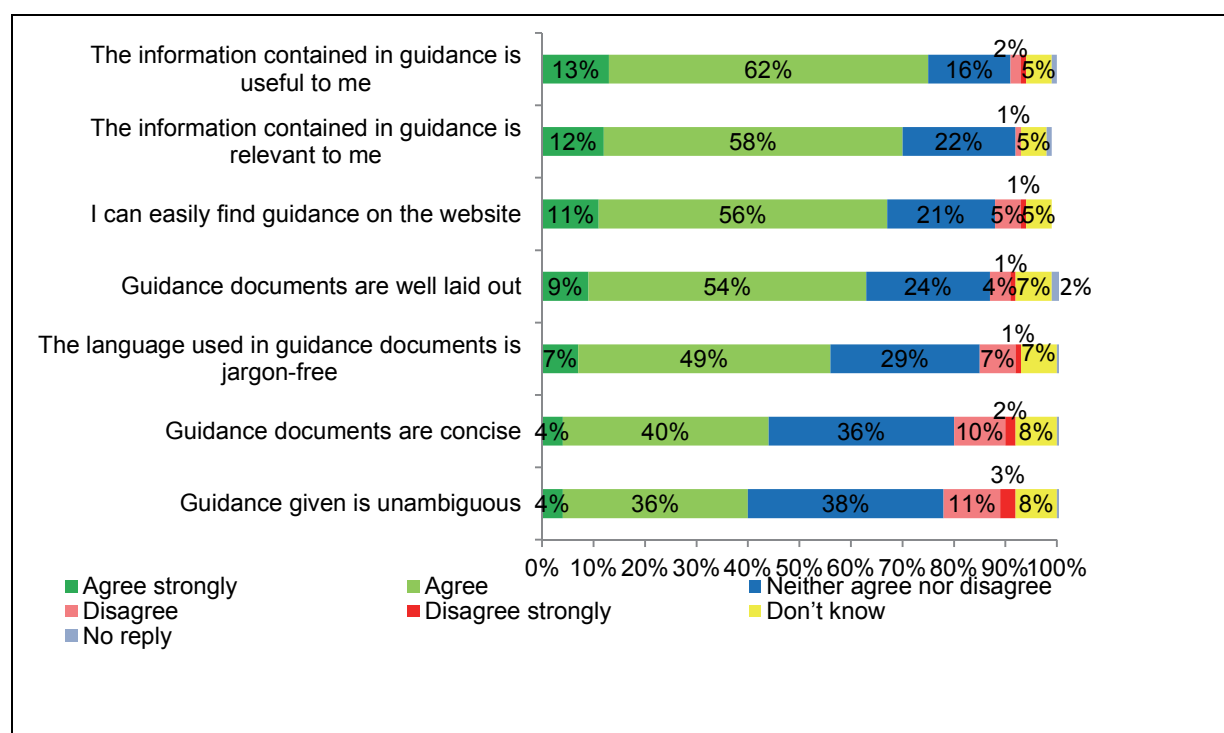 The information contained in guidance is
useful to me
13% 62% 16% 2% 5%
The information contained in guidance is
relevant to me
12% 58% 22% 1% 5%
I can easily find guidance on the website
11% 56% 21% 5% 1% 5%
Guidance documents are well laid out
9% 54% 24% 4% 1% 7% 2%
The language used in guidance documents is
jargon-free
7% 49% 29% 7% 1% 7%
Guidance documents are concise
4% 40% 36% 10% 2% 8%
Guidance given is unambiguous
4% 36% 38% 11% 3% 8%
0% 10% 20% 30% 40% 50% 60% 70% 80% 90% 100%
Agree strongly Agree Neither agree nor disagree
Disagree Disagree strongly Don't know
No reply